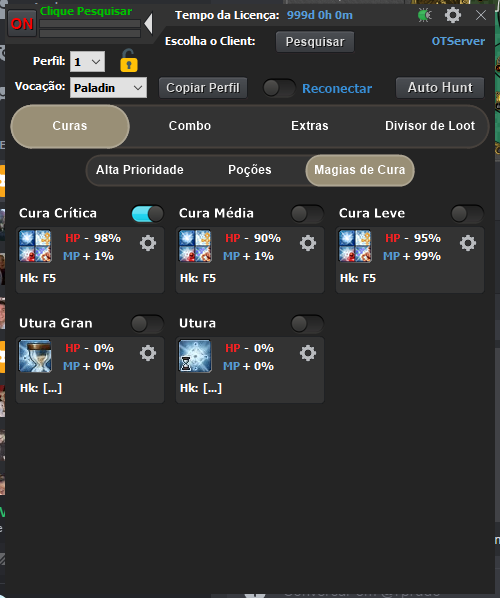 ON
Clique Pesquisar
Tempo da Licença: 999d 0h 0m
Escolha o Client: Pesquisar OTServer
Perfil: 1
Vocação: Paladin Copiar Perfil Reconectar Auto Hunt
Curas Combo Extras Divisor de Loot
Alta Prioridade Poções Magias de Cura
Cura Crítica Cura Média Cura Leve
HP - 98% HP - 90% HP - 95%
MP + 1% MP + 1% MP + 99%
Hk: F5 Hk: F5 Hk: F5
Utura Gran Utura
HP - 0% HP - 0%
MP + 0% MP + 0%
Hk: [...] Hk: [...]